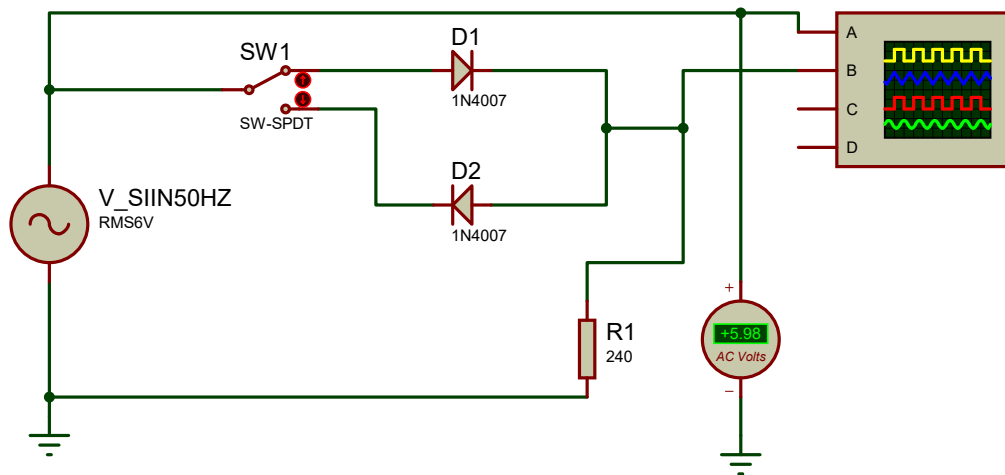 SW1
SW-SPDT
D1
1N4007
D2
1N4007
V_SIIN50HZ
RMS6V
R1
240
+
+5.98
AC Volts
−
A
B
C
D